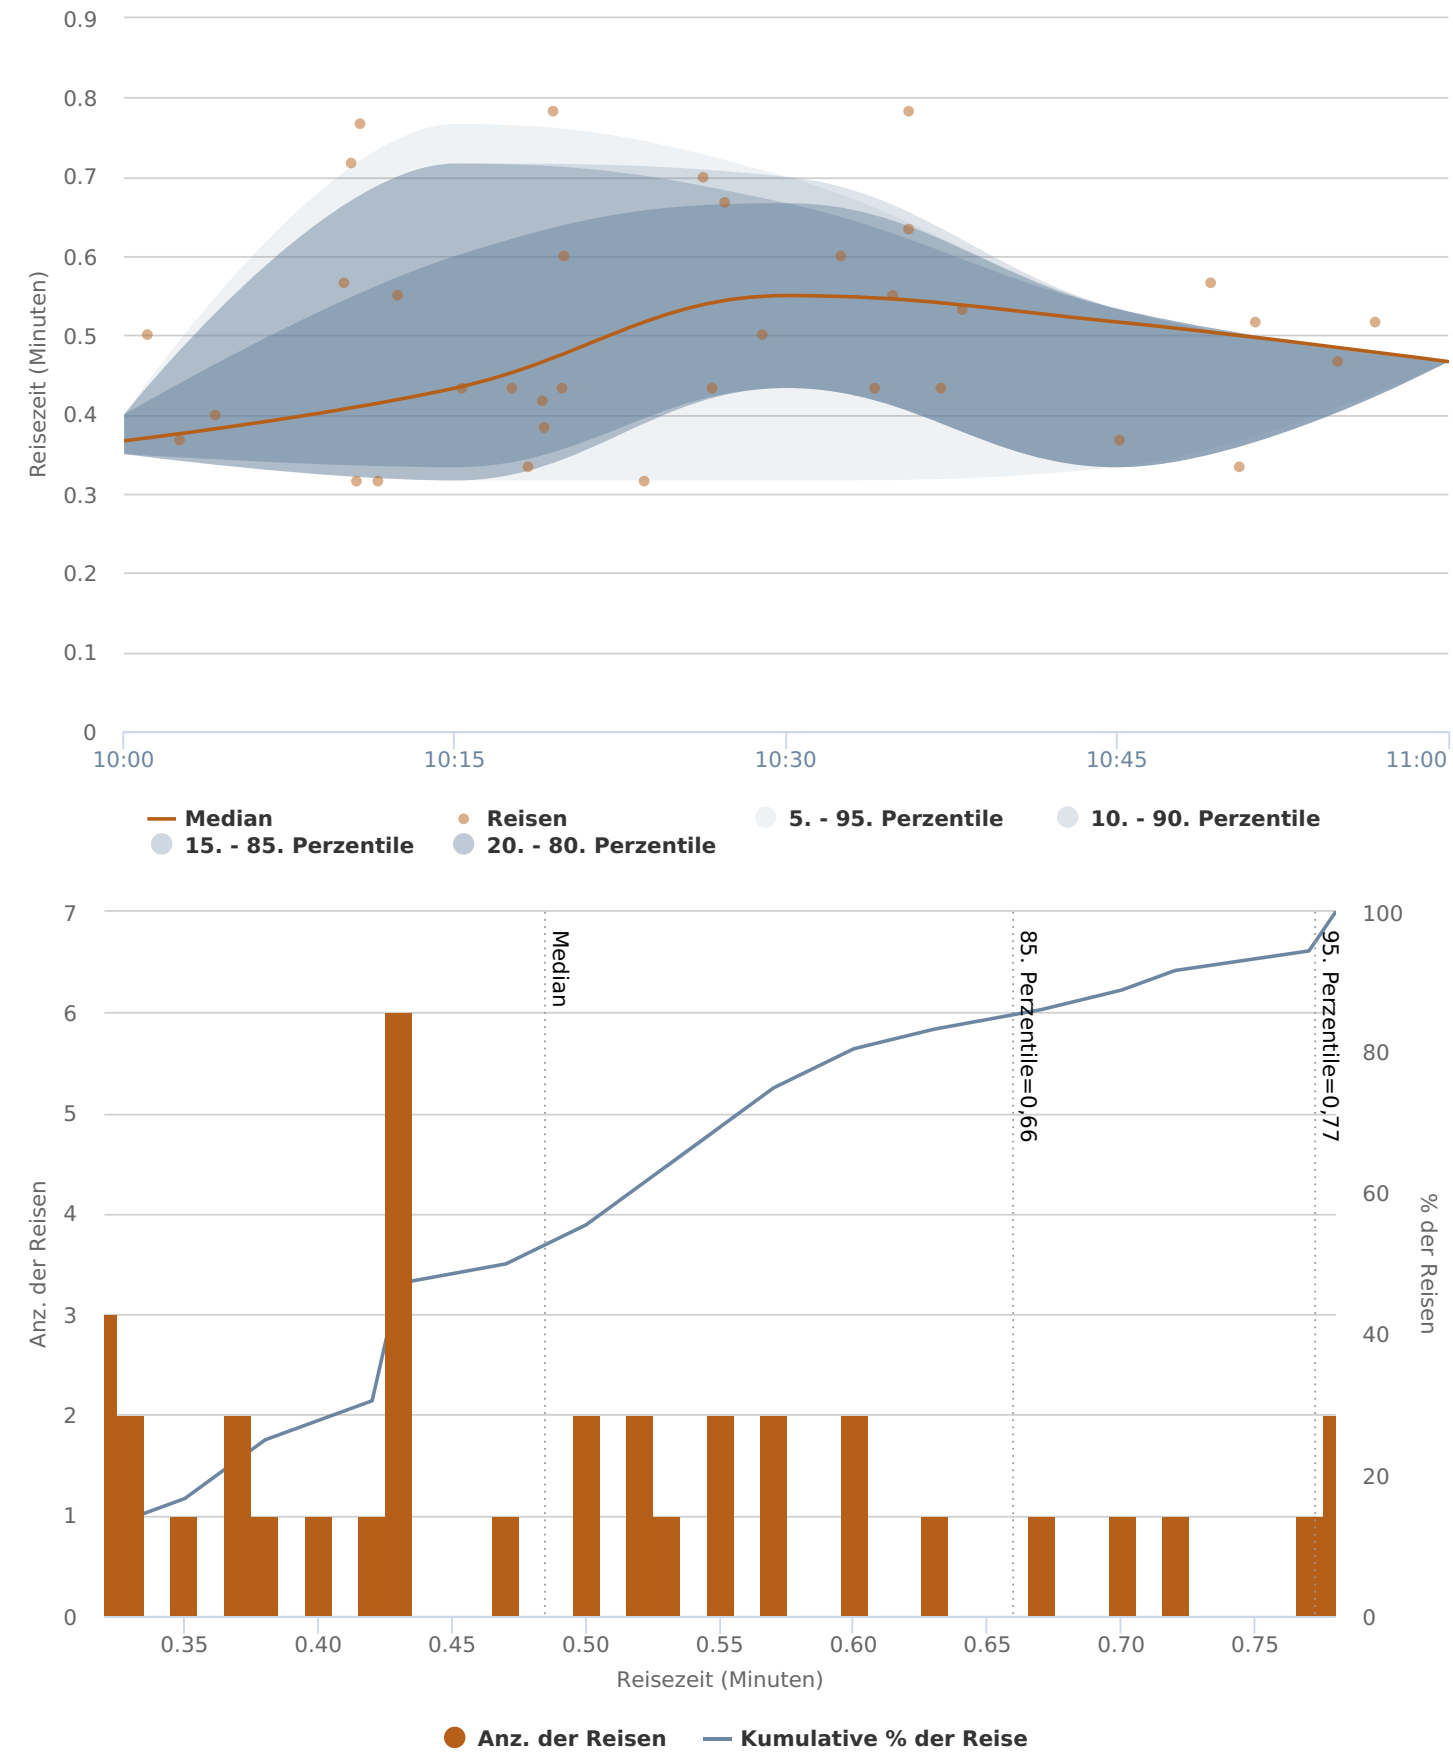 0.9
0.8
0.7
0.6
0.5
0.4
0.3
0.2
0.1
0
Reisezeit (Minuten)
10:00 10:15 10:30 10:45 11:00
Median Reisen 5. - 95. Perzentile 10. - 90. Perzentile
15. - 85. Perzentile 20. - 80. Perzentile
7
6
5
4
3
2
1
0
Anz. der Reisen
Median
85. Perzentile=0,66
95. Perzentile=0,77
100
80
60
40
20
0
% der Reisen
0.35 0.40 0.45 0.50 0.55 0.60 0.65 0.70 0.75
Reisezeit (Minuten)
Anz. der Reisen Kumulative % der Reise